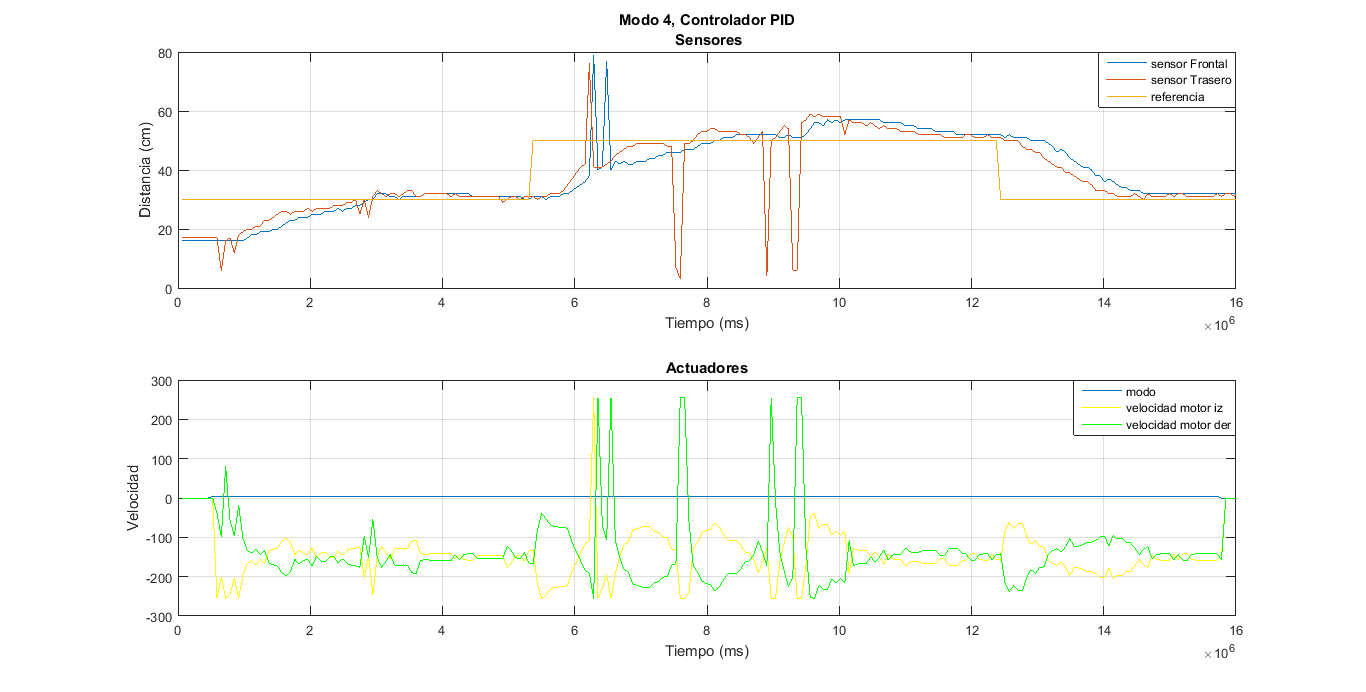 Modo 4, Controlador PID
Sensores
80
60
40
20
0
Distancia (cm)
sensor Frontal
sensor Trasero
referencia
0 2 4 6 8 10 12 14 16
Tiempo (ms)
×10^6
Actuadores
300
200
100
0
-100
-200
-300
Velocidad
modo
velocidad motor iz
velocidad motor der
0 2 4 6 8 10 12 14 16
Tiempo (ms)
×10^6